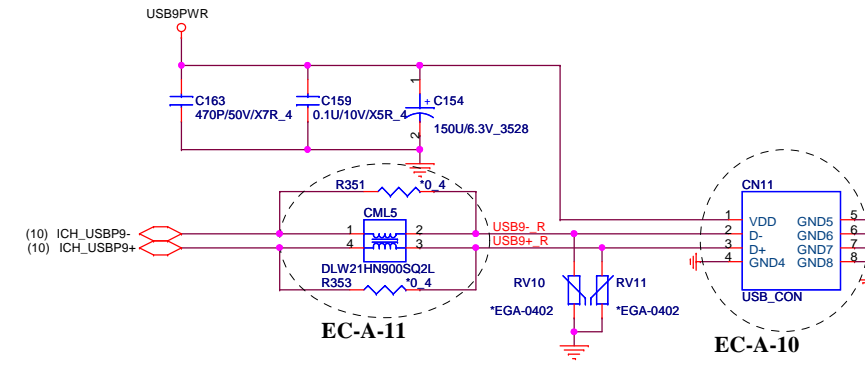 USB9PWR
C163
470P/50V/X7R_4
C159
0.1U/10V/X5R_4
1
+
C154
2
150U/6.3V_3528
R351
*0_4
CML5
(10) ICH_USBP9-
(10) ICH_USBP9+
1
2
4
3
DLW21HN900SQ2L
R353
*0_4
EC-A-11
USB9-_R
USB9+_R
RV10
RV11
*EGA-0402
*EGA-0402
CN11
1
VDD
GND5
5
2
D-
GND6
6
3
D+
GND7
7
4
GND4
GND8
8
USB_CON
EC-A-10